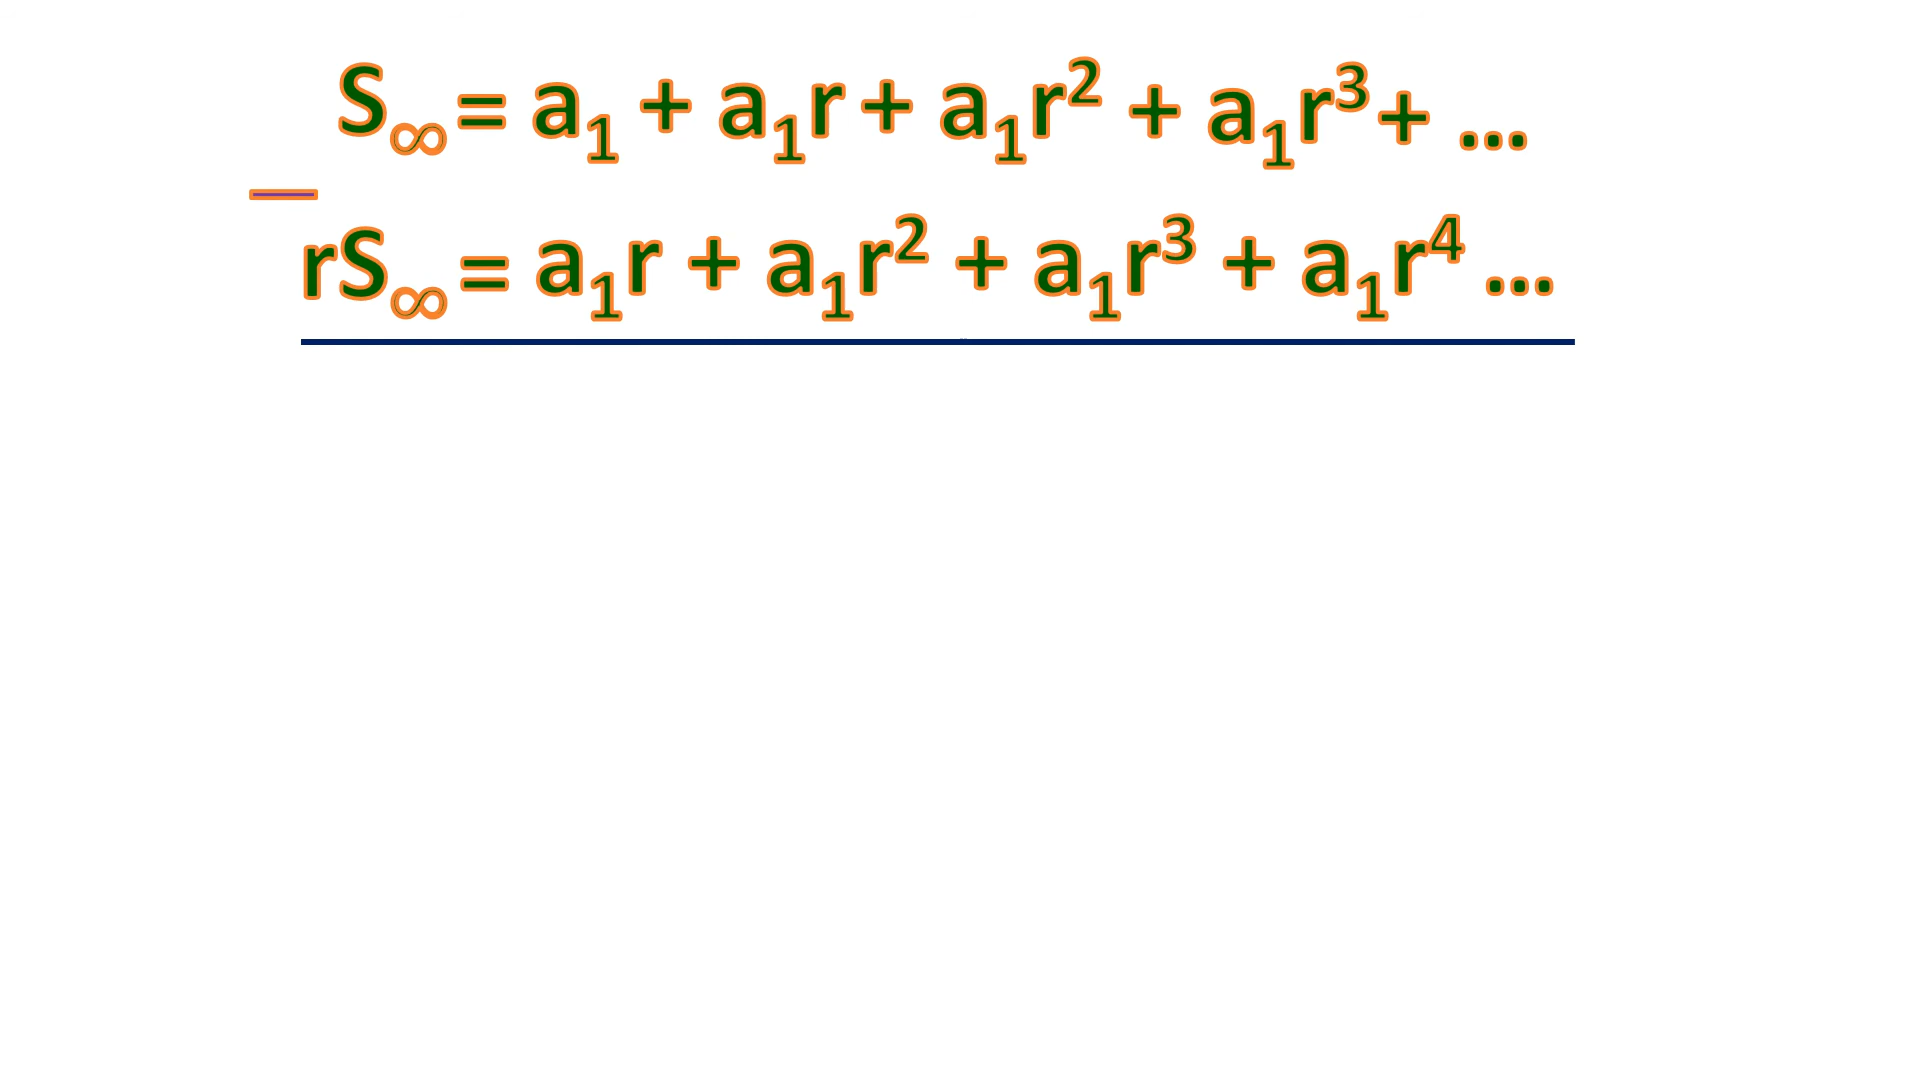 S∞ = a₁ + a₁r + a₁r² + a₁r³ + ...
—
rS∞ = a₁r + a₁r² + a₁r³ + a₁r⁴ ...